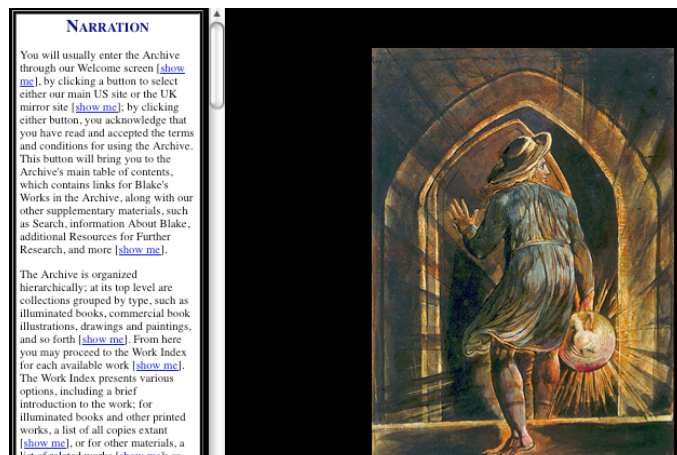 NARRATION
You will usually enter the Archive
through our Welcome screen [show
me], by clicking a button to select
either our main US site or the UK
mirror site [show me]; by clicking
either button, you acknowledge that
you have read and accepted the terms
and conditions for using the Archive.
This button will bring you to the
Archive's main table of contents,
which contains links for Blake's
Works in the Archive, along with our
other supplementary materials, such
as Search, information About Blake,
additional Resources for Further
Research, and more [show me].
The Archive is organized
hierarchically; at its top level are
collections grouped by type, such as
illuminated books, commercial book
illustrations, drawings and paintings,
and so forth [show me]. From here
you may proceed to the Work Index
for each available work [show me].
The Work Index presents various
options, including a brief
introduction to the work; for
illuminated books and other printed
works, a list of all copies extant
[show me], or for other materials, a